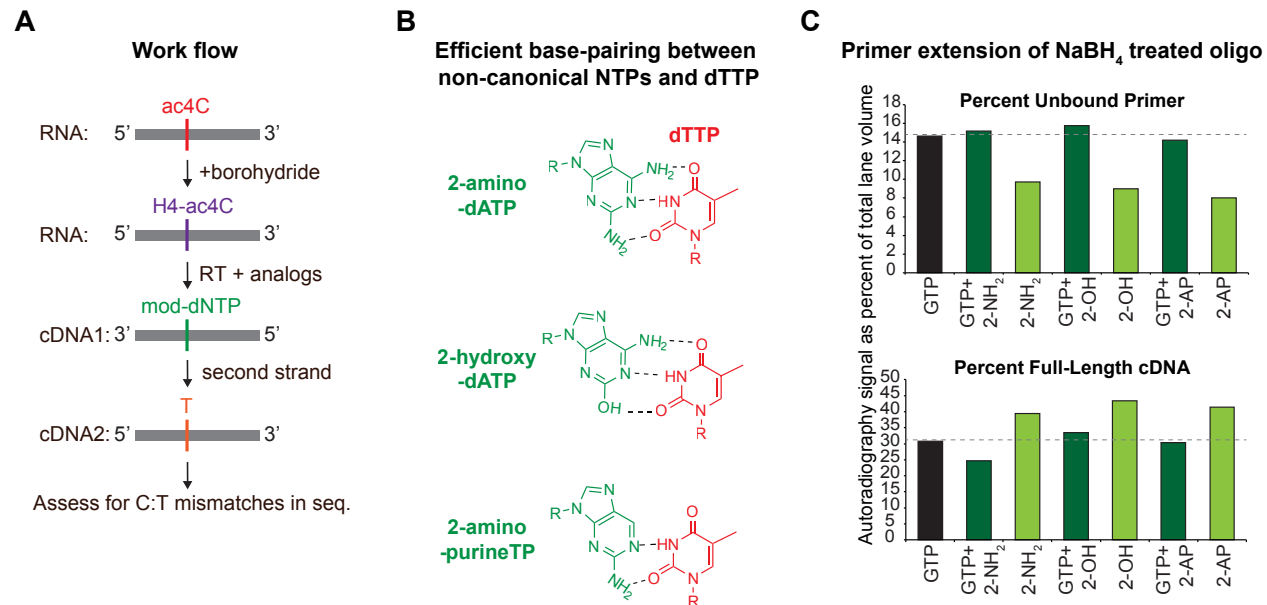 A
Work flow
ac4C
RNA: 5’ 3’
+borohydride
H4-ac4C
RNA: 5’ 3’
RT + analogs
mod-dNTP
cDNA1: 3’ 5’
second strand
T
cDNA2: 5’ 3’
Assess for C:T mismatches in seq.
B
Efficient base-pairing between
non-canonical NTPs and dTTP
dTTP
2-amino
-dATP
N
N
R
N
N
NH2
NH2
O
HN
O
N
R
2-hydroxy
-dATP
N
N
R
N
N
NH2
OH
O
HN
O
N
R
2-amino
-purineTP
N
N
R
N
N
NH2
O
HN
O
N
R
C
Primer extension of NaBH4 treated oligo
Autoradiography signal as percent of total lane volume
Percent Unbound Primer
18
16
14
12
10
8
6
4
2
0
GTP
GTP+
2-NH2
2-NH2
GTP+
2-OH
2-OH
GTP+
2-AP
2-AP
Percent Full-Length cDNA
50
45
40
35
30
25
20
15
10
5
0
GTP
GTP+
2-NH2
2-NH2
GTP+
2-OH
2-OH
GTP+
2-AP
2-AP